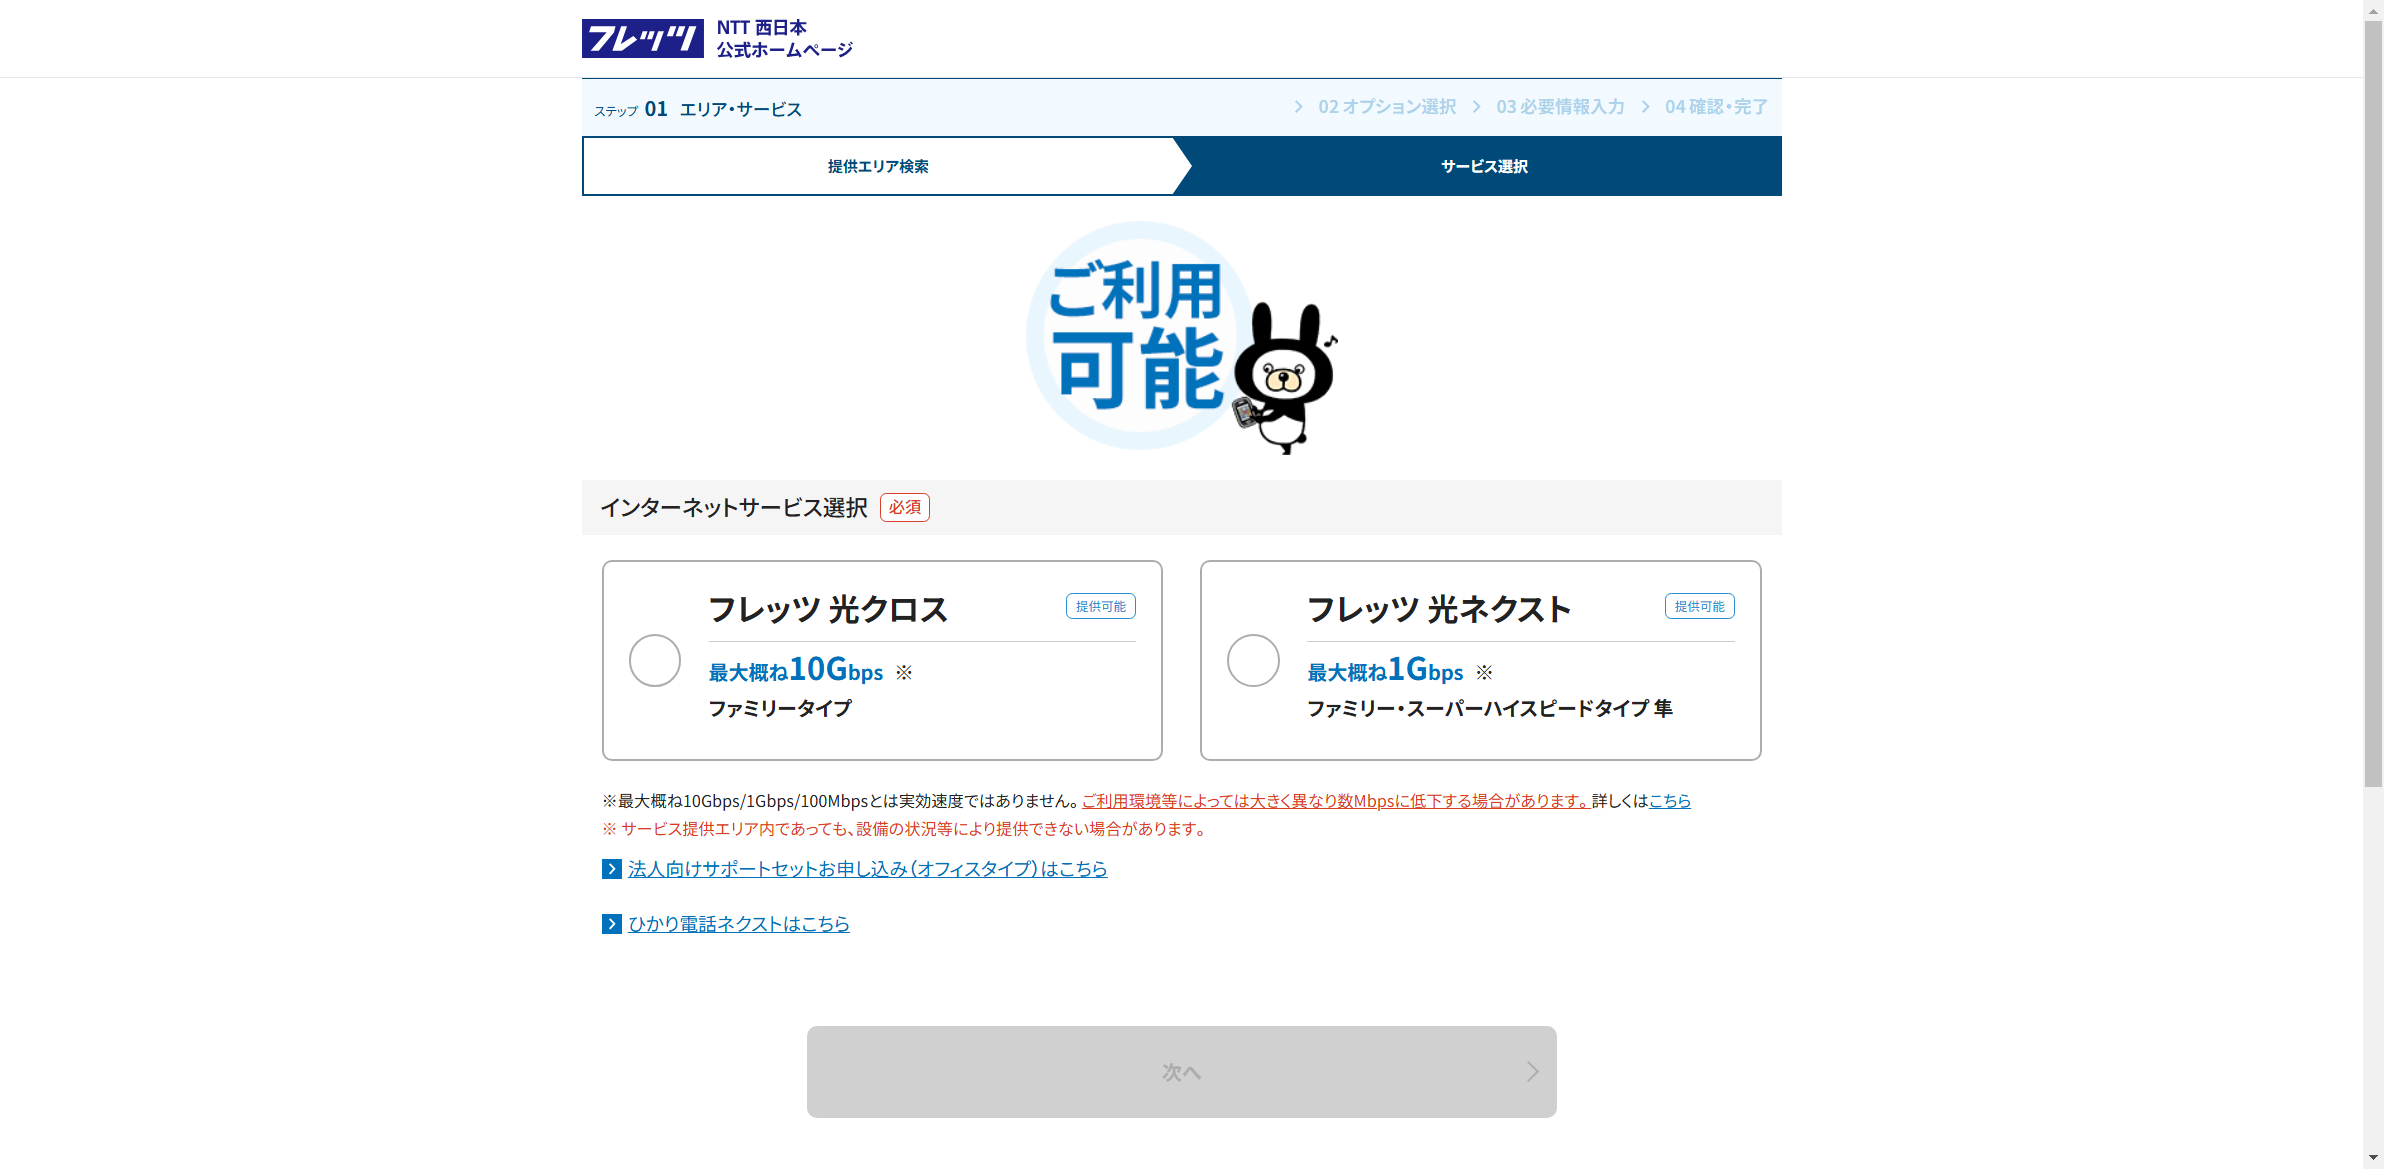 フレッツ
NTT 西日本
公式ホームページ
ステップ 01 エリア・サービス
02 オプション選択
03 必要情報入力
04 確認・完了
提供エリア検索
サービス選択
ご利用
可能
インターネットサービス選択 必須
フレッツ 光クロス 提供可能
最大概ね10Gbps ※
ファミリータイプ
フレッツ 光ネクスト 提供可能
最大概ね1Gbps ※
ファミリー・スーパーハイスピードタイプ 隼
※最大概ね10Gbps/1Gbps/100Mbpsとは実効速度ではありません。ご利用環境等によっては大きく異なり数Mbpsに低下する場合があります。詳しくはこちら
※ サービス提供エリア内であっても、設備の状況等により提供できない場合があります。
法人向けサポートセットお申し込み（オフィスタイプ）はこちら
ひかり電話ネクストはこちら
次へ